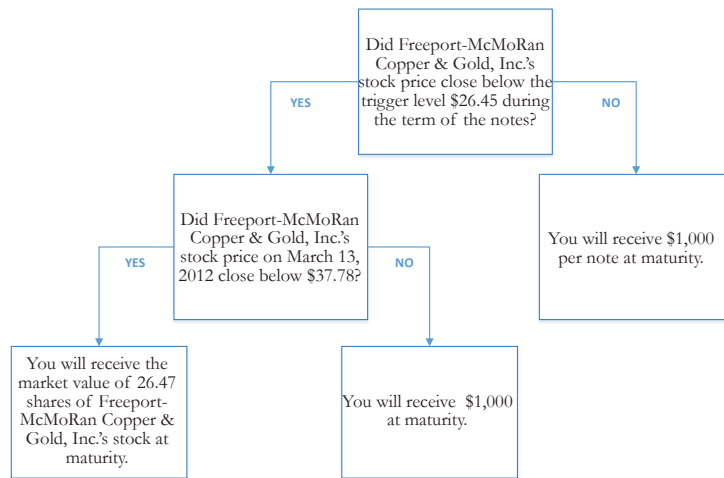 Did Freeport-McMoRan
Copper & Gold, Inc.'s
stock price close below the
trigger level $26.45 during
the term of the notes?
YES
NO
Did Freeport-McMoRan
Copper & Gold, Inc.'s
stock price on March 13,
2012 close below $37.78?
You will receive $1,000
per note at maturity.
YES
NO
You will receive the
market value of 26.47
shares of Freeport-
McMoRan Copper &
Gold, Inc.'s stock at
maturity.
You will receive $1,000
at maturity.